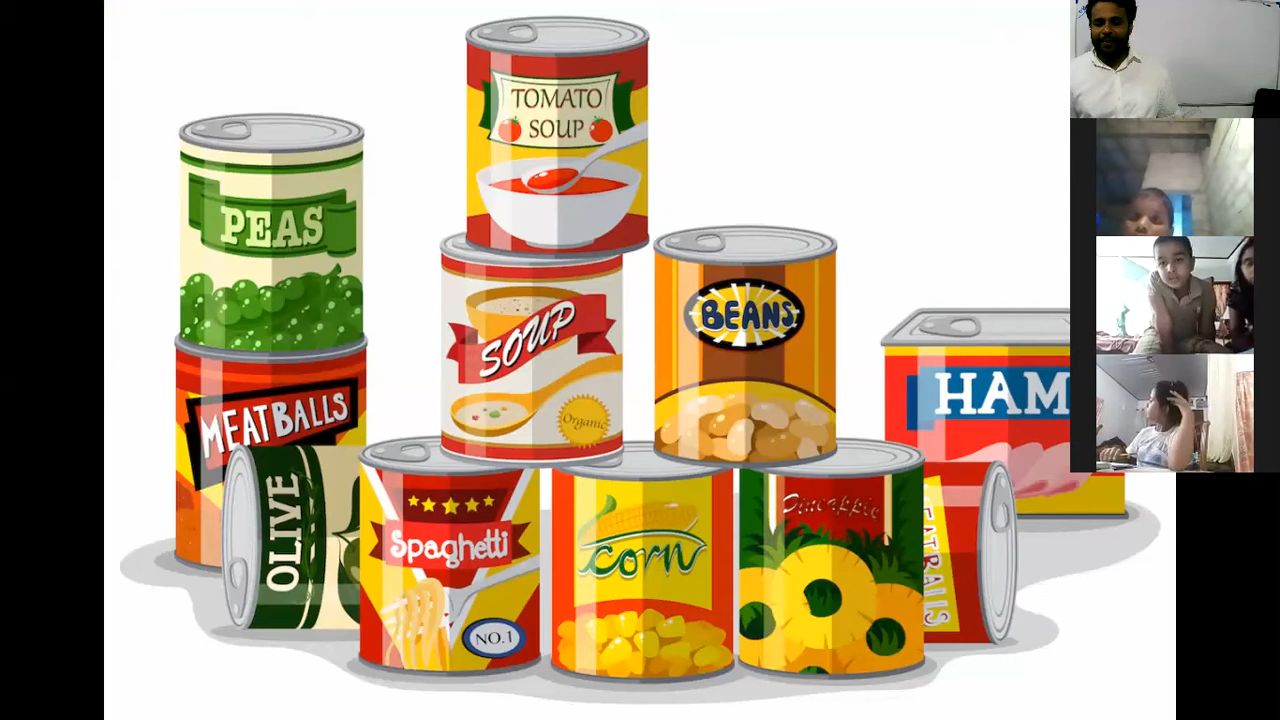 TOMATO
SOUP
PEAS
SOUP
Organic
BEANS
MEATBALLS
HAM
OLIVE
Spaghetti
NO.1
corn
Pineapple